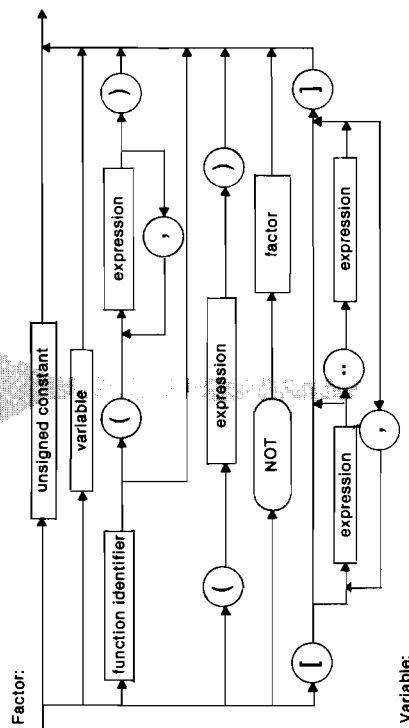 Factor:
unsigned constant
variable
function identifier ( expression )
,
( expression )
NOT factor
[ expression .. expression ]
,
Variable: